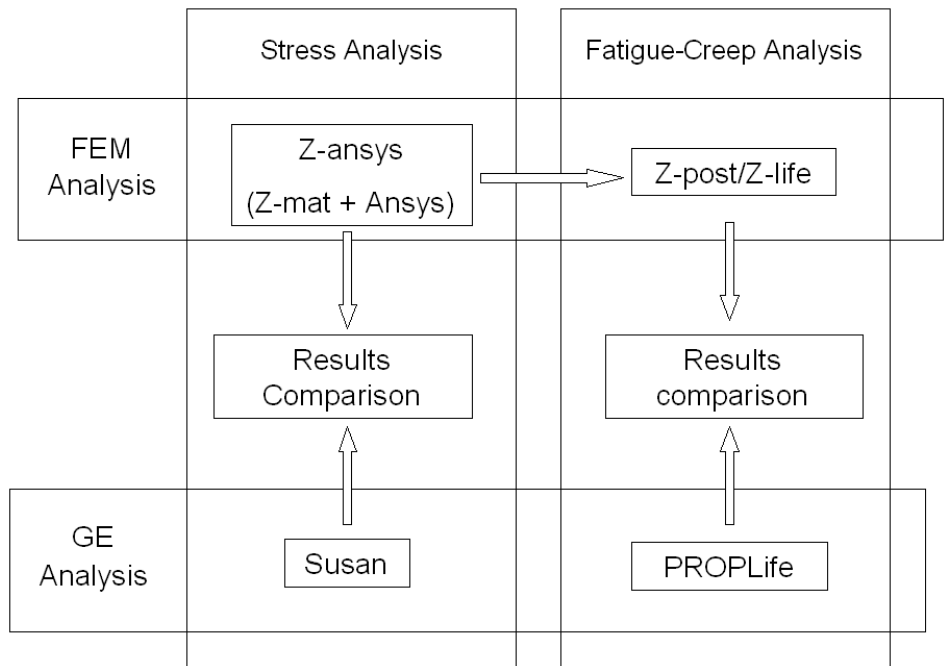 Stress Analysis
Fatigue-Creep Analysis
FEM
Analysis
Z-ansys
(Z-mat + Ansys)
Z-post/Z-life
Results
Comparison
Results
comparison
GE
Analysis
Susan
PROPLife